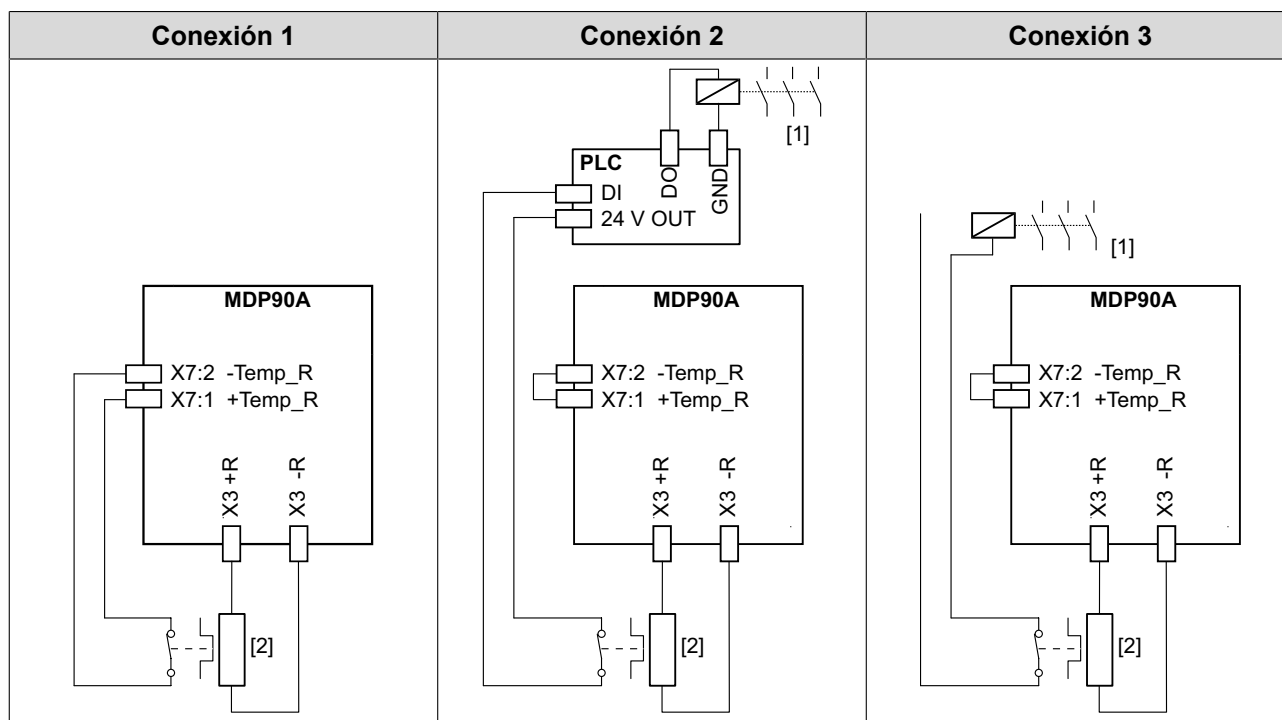 Conexión 1
Conexión 2
Conexión 3
MDP90A
X7:2 -Temp_R
X7:1 +Temp_R
X3 +R
X3 -R
[2]
[1]
PLC
DO
GND
DI
24 V OUT
MDP90A
X7:2 -Temp_R
X7:1 +Temp_R
X3 +R
X3 -R
[2]
[1]
MDP90A
X7:2 -Temp_R
X7:1 +Temp_R
X3 +R
X3 -R
[2]